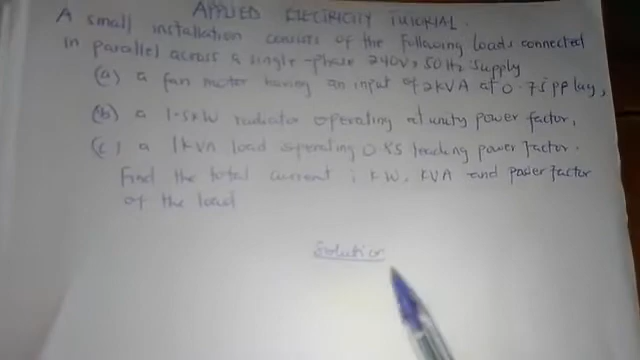 APPLIED ELECTRICITY TUTORIAL.
A small installation consists of the following loads connected
in parallel across a single-phase 240V, 50Hz supply
(a) a fan motor having an input of 2kVA at 0.75 pf lag,
(b) a 1.5kW radiator operating at unity power factor,
(c) a 1kVA load operating 0.85 leading power factor.
Find the total current, kW, kVA and power factor
of the load
Solution